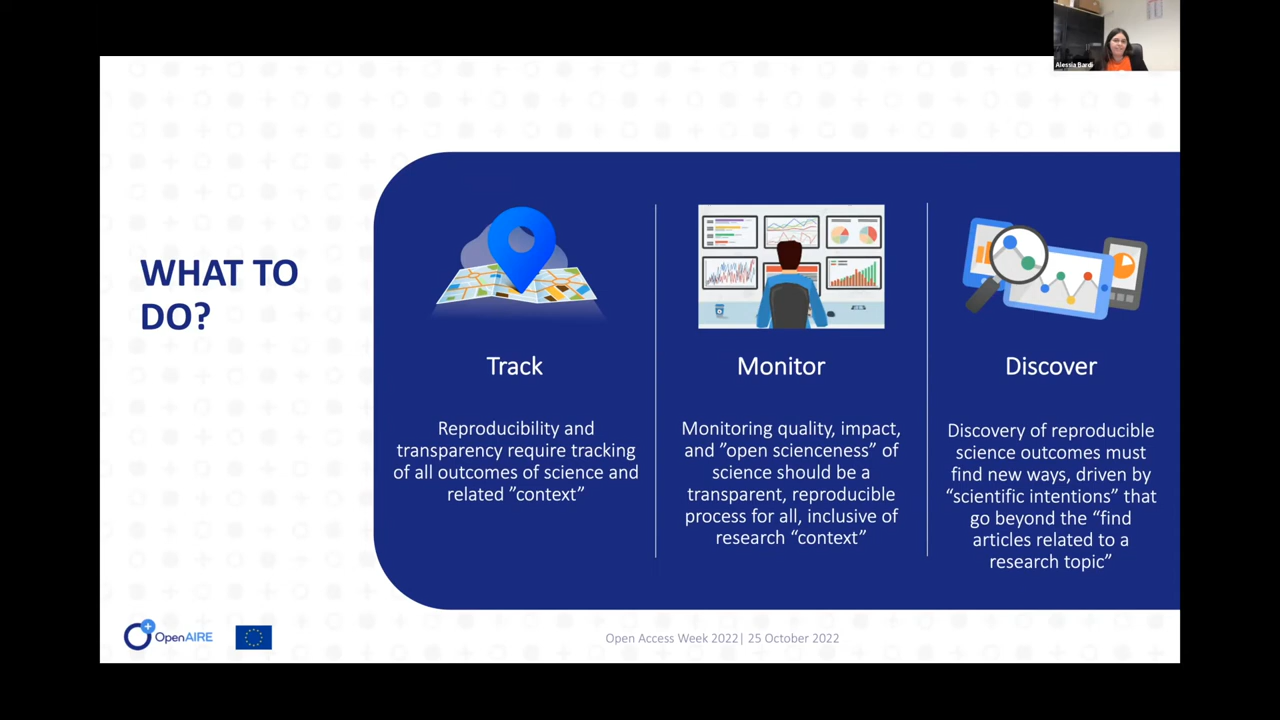 Alessia Bardi
WHAT TO
DO?
Track
Reproducibility and
transparency require tracking
of all outcomes of science and
related ”context”
Monitor
Monitoring quality, impact,
and ”open scienceness” of
science should be a
transparent, reproducible
process for all, inclusive of
research “context”
Discover
Discovery of reproducible
science outcomes must
find new ways, driven by
“scientific intentions” that
go beyond the “find
articles related to a
research topic”
OpenAIRE
Open Access Week 2022| 25 October 2022